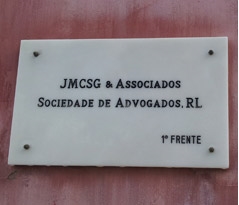 JMCSG & ASSOCIADOS
SOCIEDADE DE ADVOGADOS, RL
1º FRENTE